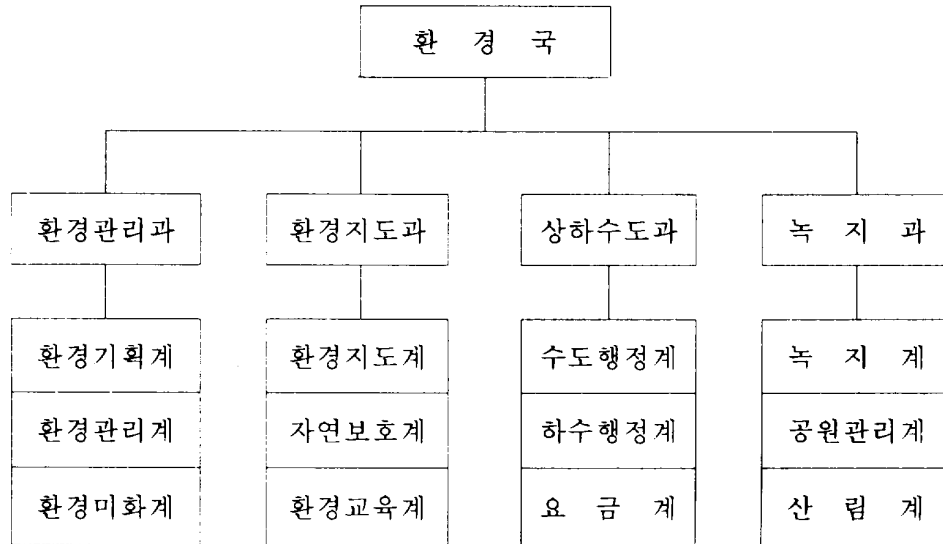 환 경 국
환경관리과 환경지도과 상하수도과 녹 지 과
환경기획계 환경지도계 수도행정계 녹 지 계
환경관리계 자연보호계 하수행정계 공원관리계
환경미화계 환경교육계 요 금 계 산 림 계